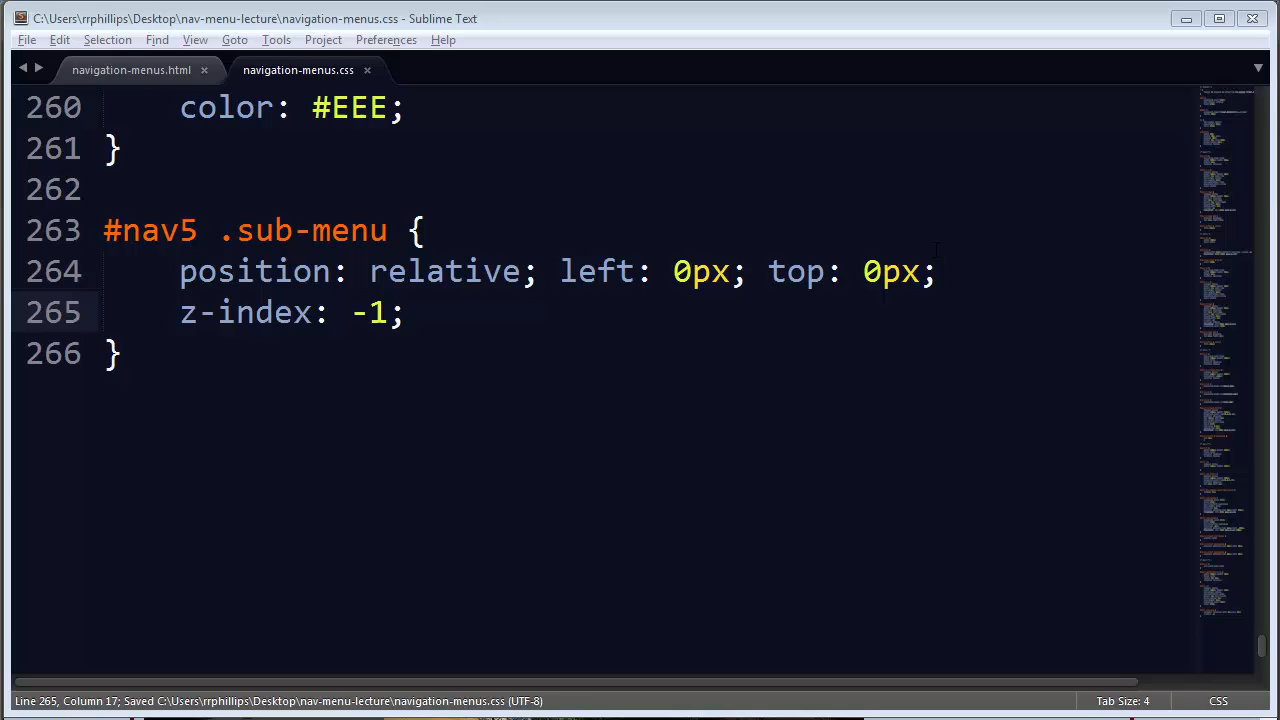 C:\Users\rrphillips\Desktop\nav-menu-lecture\navigation-menus.css - Sublime Text
File Edit Selection Find View Goto Tools Project Preferences Help
navigation-menus.html navigation-menus.css
260 color: #EEE;
261 }
262
263 #nav5 .sub-menu {
264 position: relative; left: 0px; top: 0px;
265 z-index: -1;
266 }
Line 265, Column 17; Saved C:\Users\rrphillips\Desktop\nav-menu-lecture\navigation-menus.css (UTF-8) Tab Size: 4 CSS